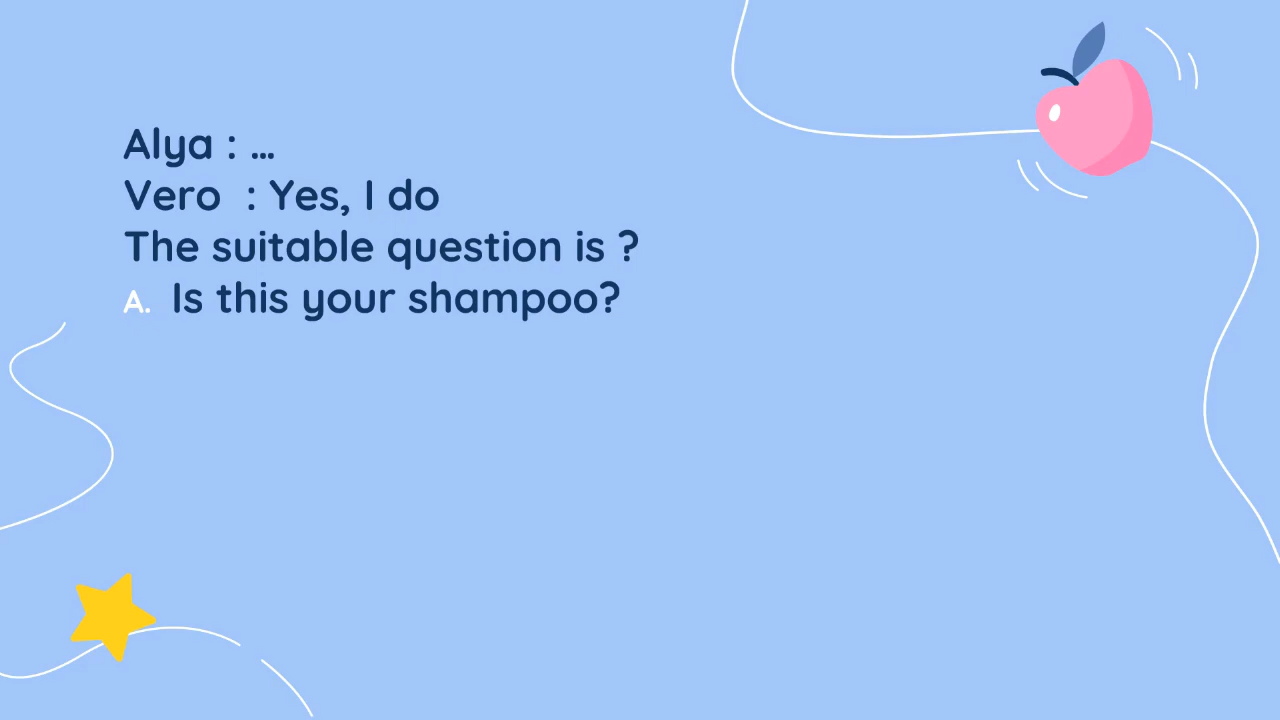 Alya : ...
Vero : Yes, I do
The suitable question is ?
A. Is this your shampoo?